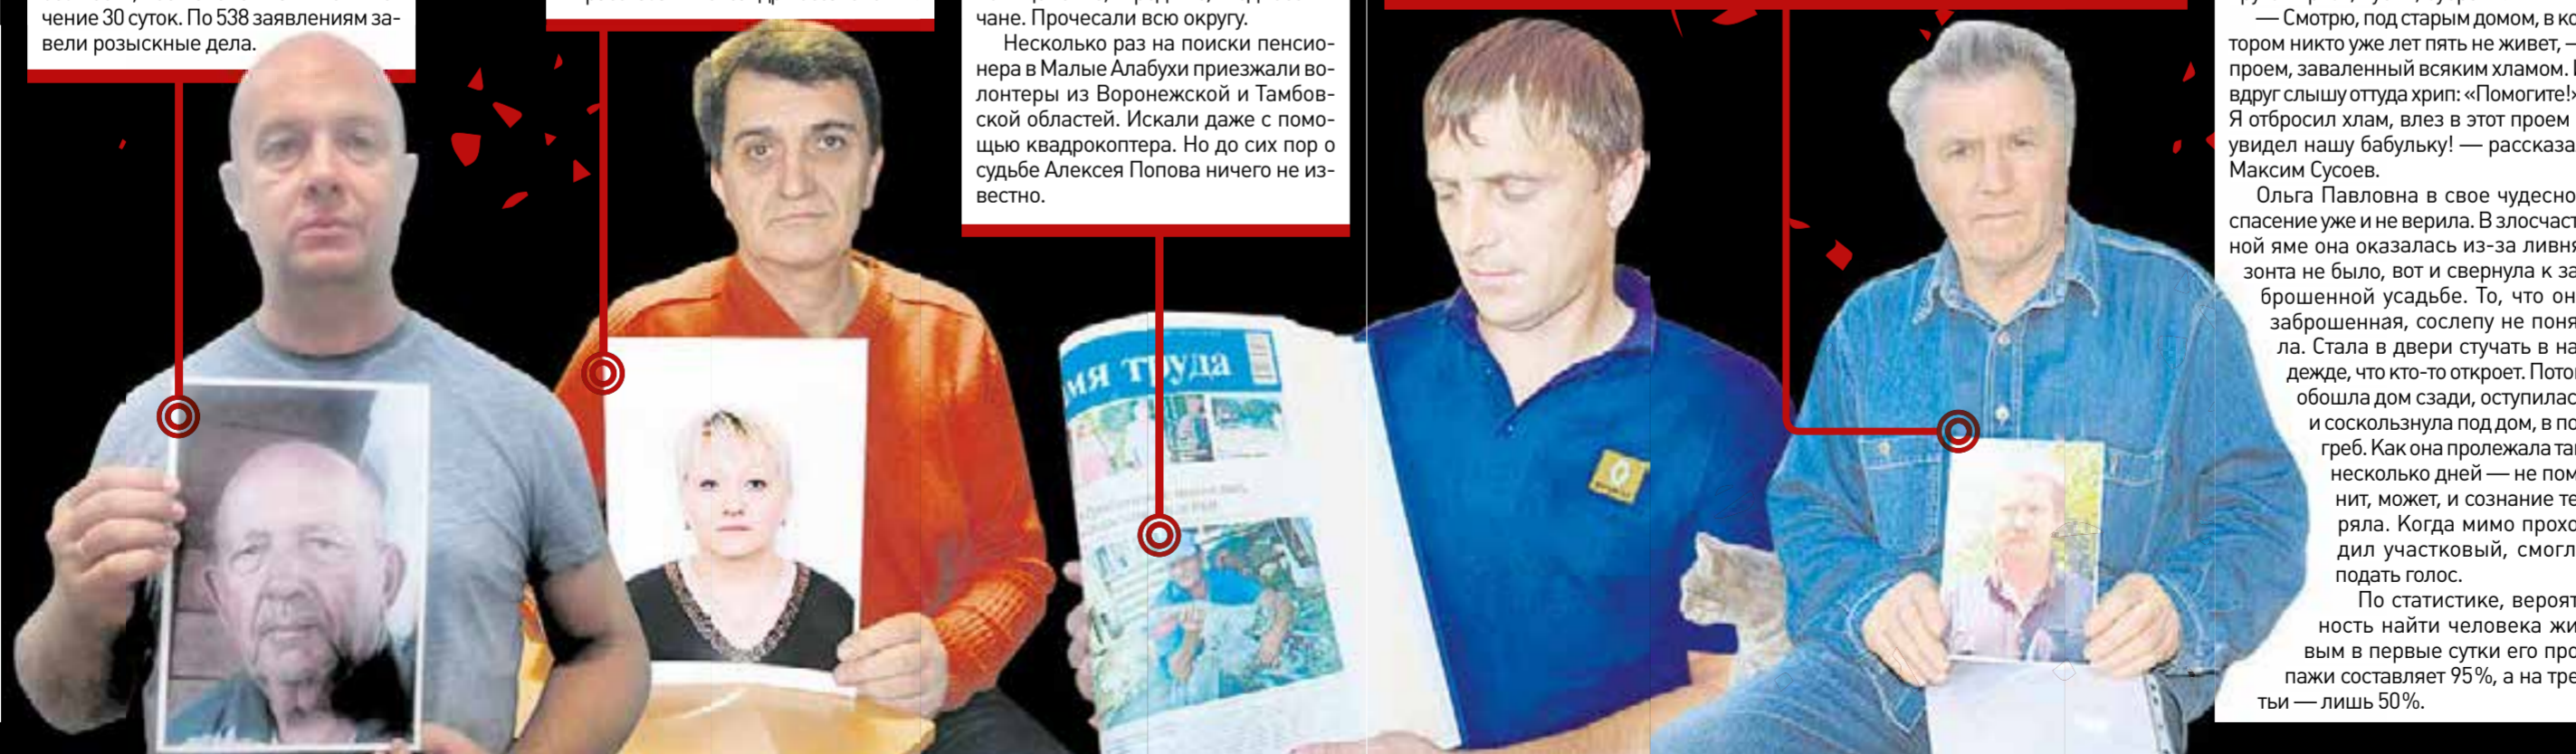 чение 30 суток. По 538 заявлениям за-
вели розыскные дела.
чане. Прочесали всю округу.
Несколько раз на поиски пенсио-
нера в Малые Алабухи приезжали во-
лонтеры из Воронежской и Тамбов-
ской областей. Искали даже с помо-
щью квадрокоптера. Но до сих пор о
судьбе Алексея Попова ничего не из-
вестно.
мя труда
— Смотрю, под старым домом, в ко
тором никто уже лет пять не живет, —
проем, заваленный всяким хламом.
вдруг слышу оттуда хрип: «Помогите!»
Я отбросил хлам, влез в этот проем
увидел нашу бабульку! — рассказа
Максим Сусоев.
Ольга Павловна в свое чудесно
спасение уже и не верила. В злосчаст
ной яме она оказалась из-за ливня
зонта не было, вот и свернула к за
брошенной усадьбе. То, что он
заброшенная, сослепу не поня
ла. Стала в двери стучать в на
дежде, что кто-то откроет. Пото
обошла дом сзади, оступилас
и соскользнула под дом, в по
греб. Как она пролежала та
несколько дней — не пом
нит, может, и сознание те
ряла. Когда мимо прохо
дил участковый, смогл
подать голос.
По статистике, вероят
ность найти человека жи
вым в первые сутки его про
пажи составляет 95%, а на тре
тьи — лишь 50%.